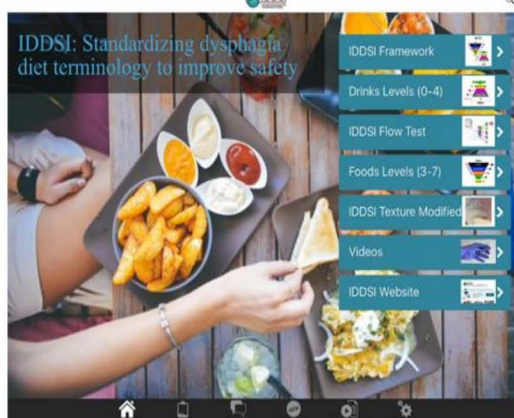 IDDSI: Standardizing dysphagia
diet terminology to improve safety
IDDSI Framework
Drinks Levels (0-4)
IDDSI Flow Test
Foods Levels (3-7)
IDDSI Texture Modified
Videos
IDDSI Website